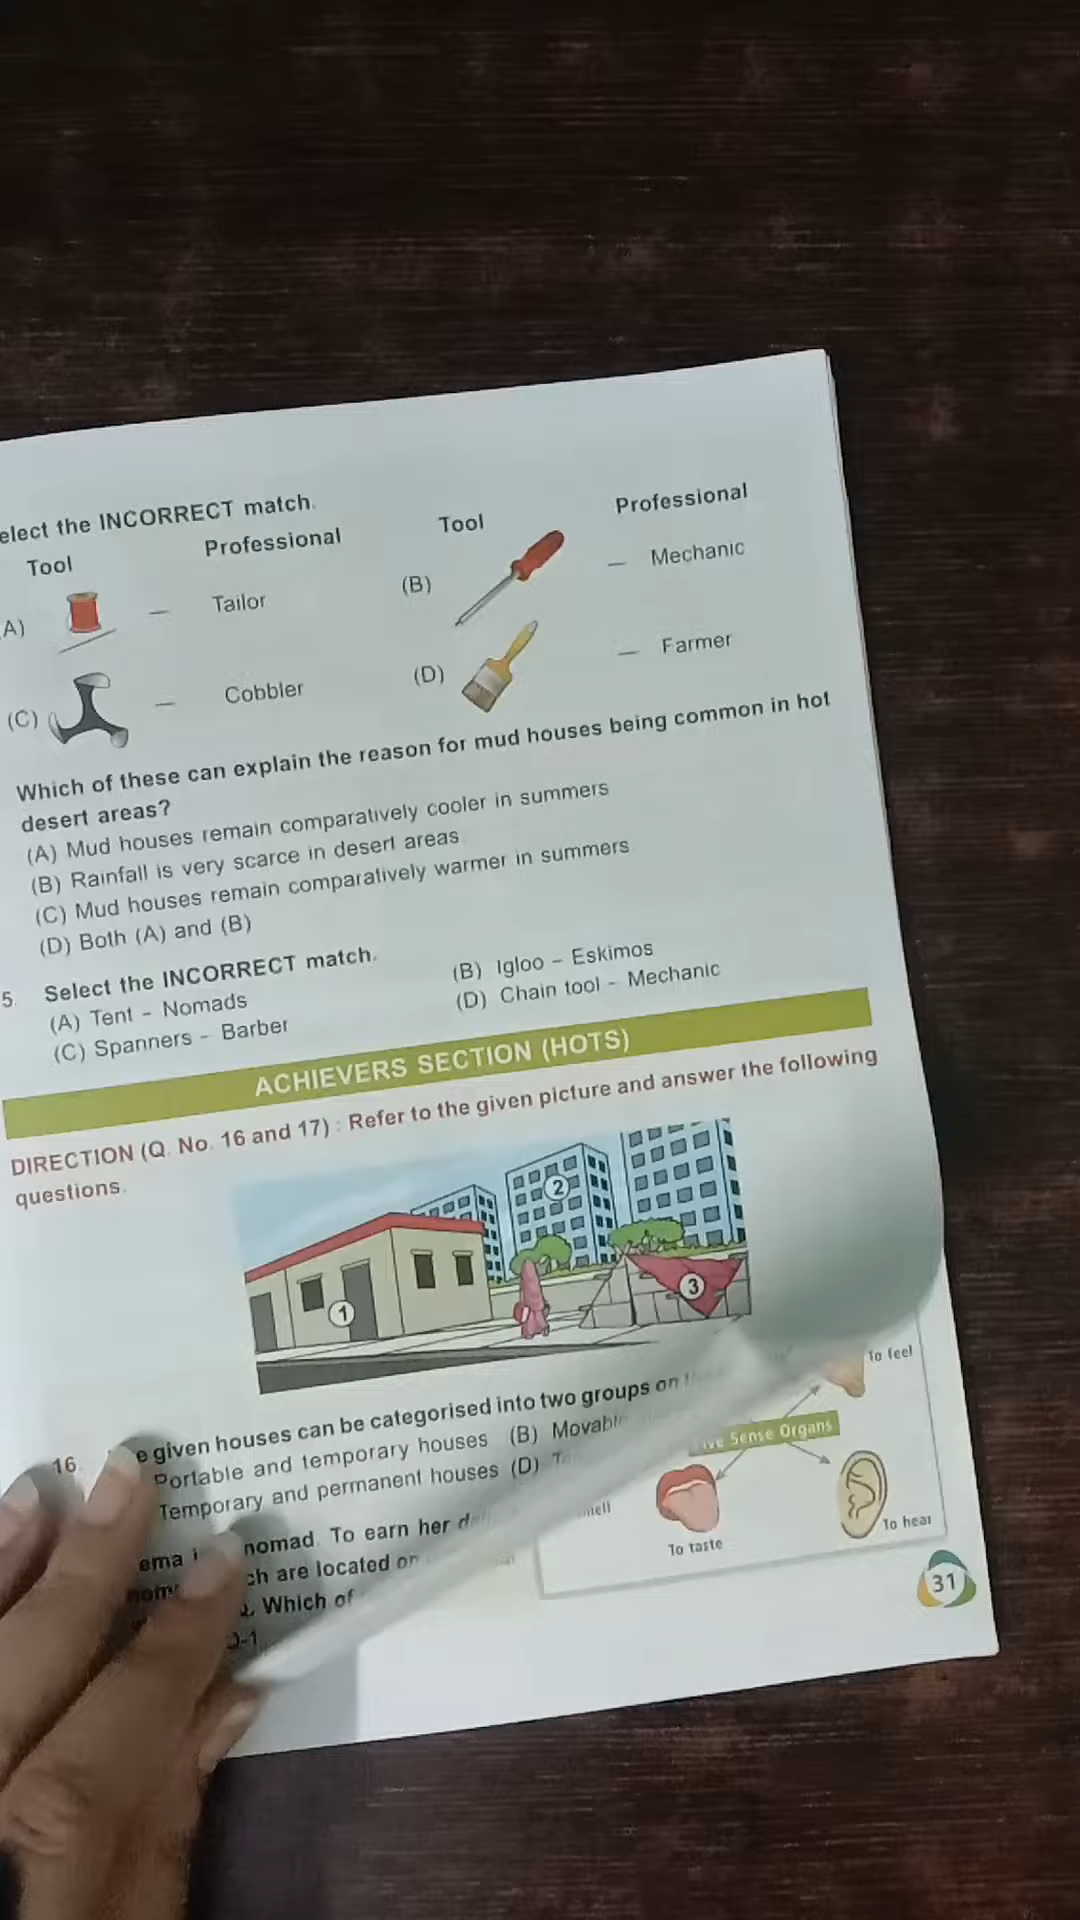 elect the INCORRECT match.
Tool Professional Tool Professional
A) — Tailor (B) — Mechanic
(C) — Cobbler (D) — Farmer
Which of these can explain the reason for mud houses being common in hot
desert areas?
(A) Mud houses remain comparatively cooler in summers
(B) Rainfall is very scarce in desert areas
(C) Mud houses remain comparatively warmer in summers
(D) Both (A) and (B)
5. Select the INCORRECT match.
(A) Tent – Nomads (B) Igloo – Eskimos
(C) Spanners – Barber (D) Chain tool – Mechanic
ACHIEVERS SECTION (HOTS)
DIRECTION (Q. No. 16 and 17) : Refer to the given picture and answer the following
questions.
1
2
3
16. e given houses can be categorised into two groups on
Portable and temporary houses (B)
Temporary and permanent houses (D)
nomad. To earn her
ch are located on
Which of
To feel
Sense Organs
To taste
To hear
31